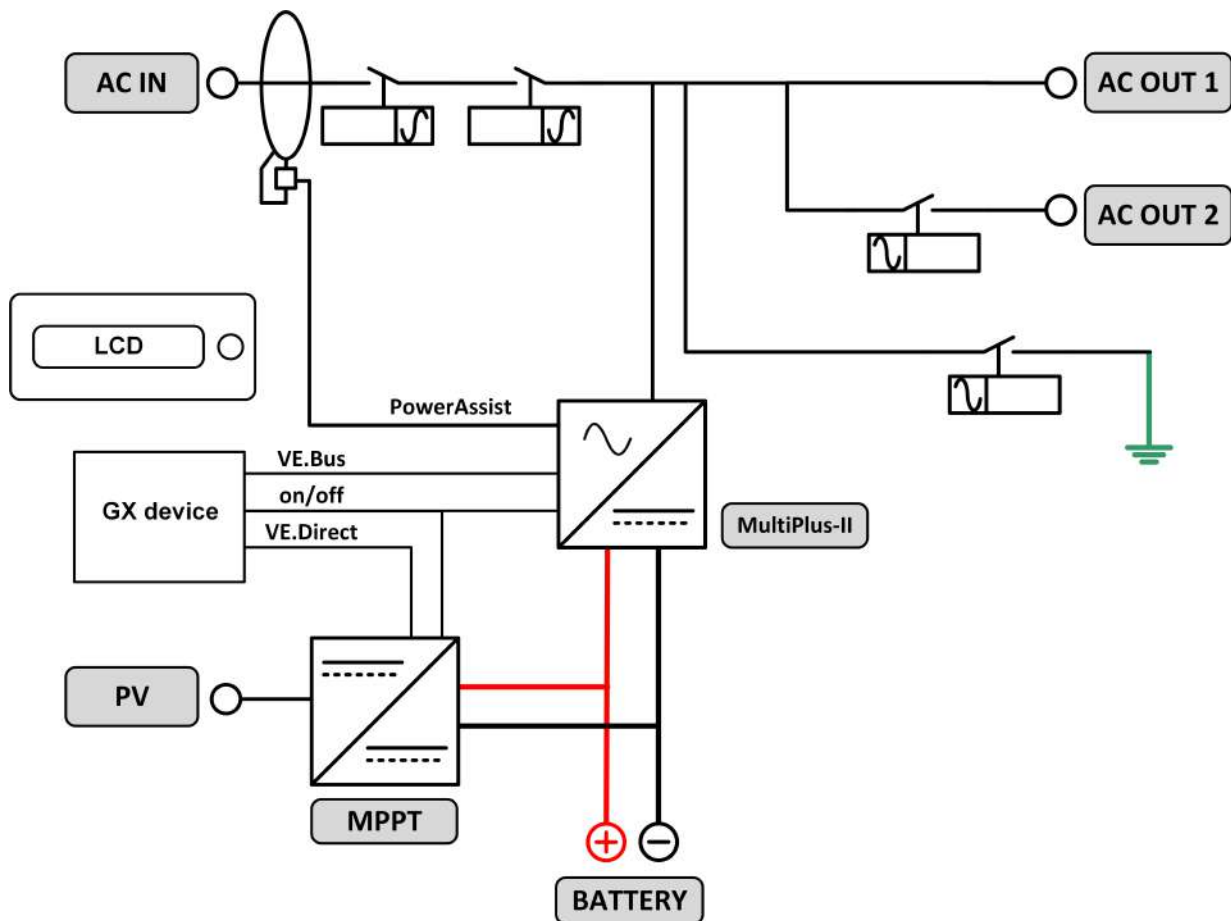 AC IN
AC OUT 1
AC OUT 2
LCD
PowerAssist
VE.Bus
GX device
on/off
VE.Direct
MultiPlus-II
PV
MPPT
BATTERY